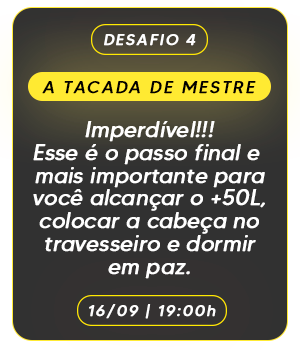 DESAFIO 4
A TACADA DE MESTRE
Imperdível!!!
Esse é o passo final e
mais importante para
você alcançar o +50L,
colocar a cabeça no
travesseiro e dormir
em paz.
16/09 | 19:00h